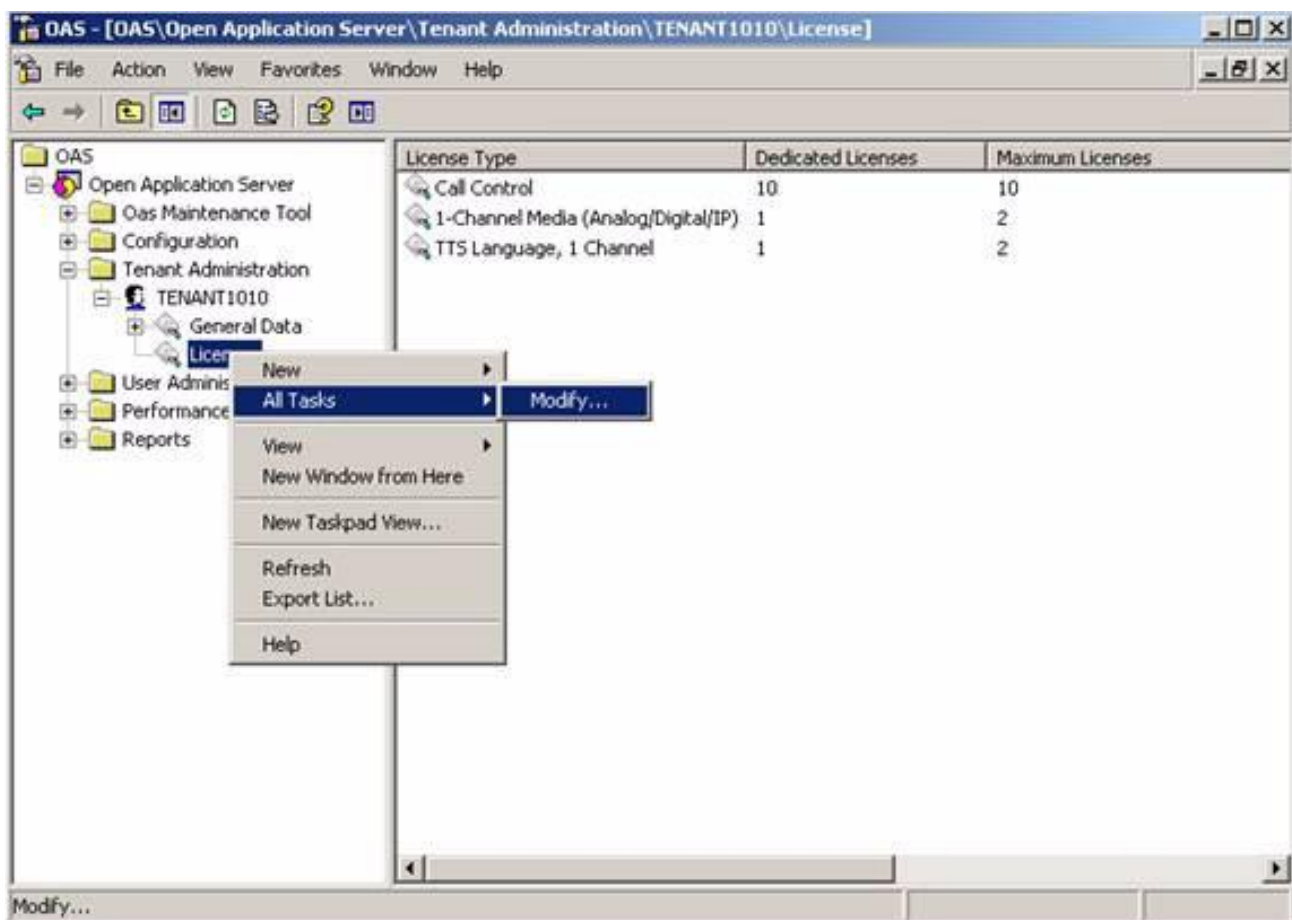 OAS - [OAS\Open Application Server\Tenant Administration\TENANT1010\License]
File Action View Favorites Window Help
OAS
Open Application Server
Oas Maintenance Tool
Configuration
Tenant Administration
TENANT1010
General Data
Licen
User Adminis
Performance
Reports
License Type Dedicated Licenses Maximum Licenses
Call Control 10 10
1-Channel Media (Analog/Digital/IP) 1 2
TTS Language, 1 Channel 1 2
New
All Tasks
Modify...
View
New Window from Here
New Taskpad View...
Refresh
Export List...
Help
Modify...